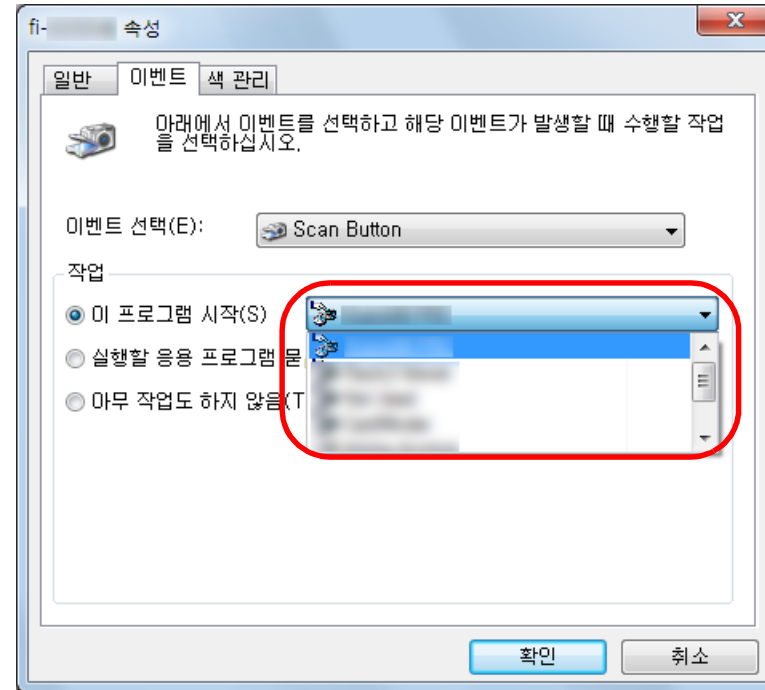 fi- 속성
일반 이벤트 색 관리
아래에서 이벤트를 선택하고 해당 이벤트가 발생할 때 수행할 작업
을 선택하십시오.
이벤트 선택(E): Scan Button
작업
이 프로그램 시작(S)
실행할 응용 프로그램
아무 작업도 하지 않음(T
확인 취소